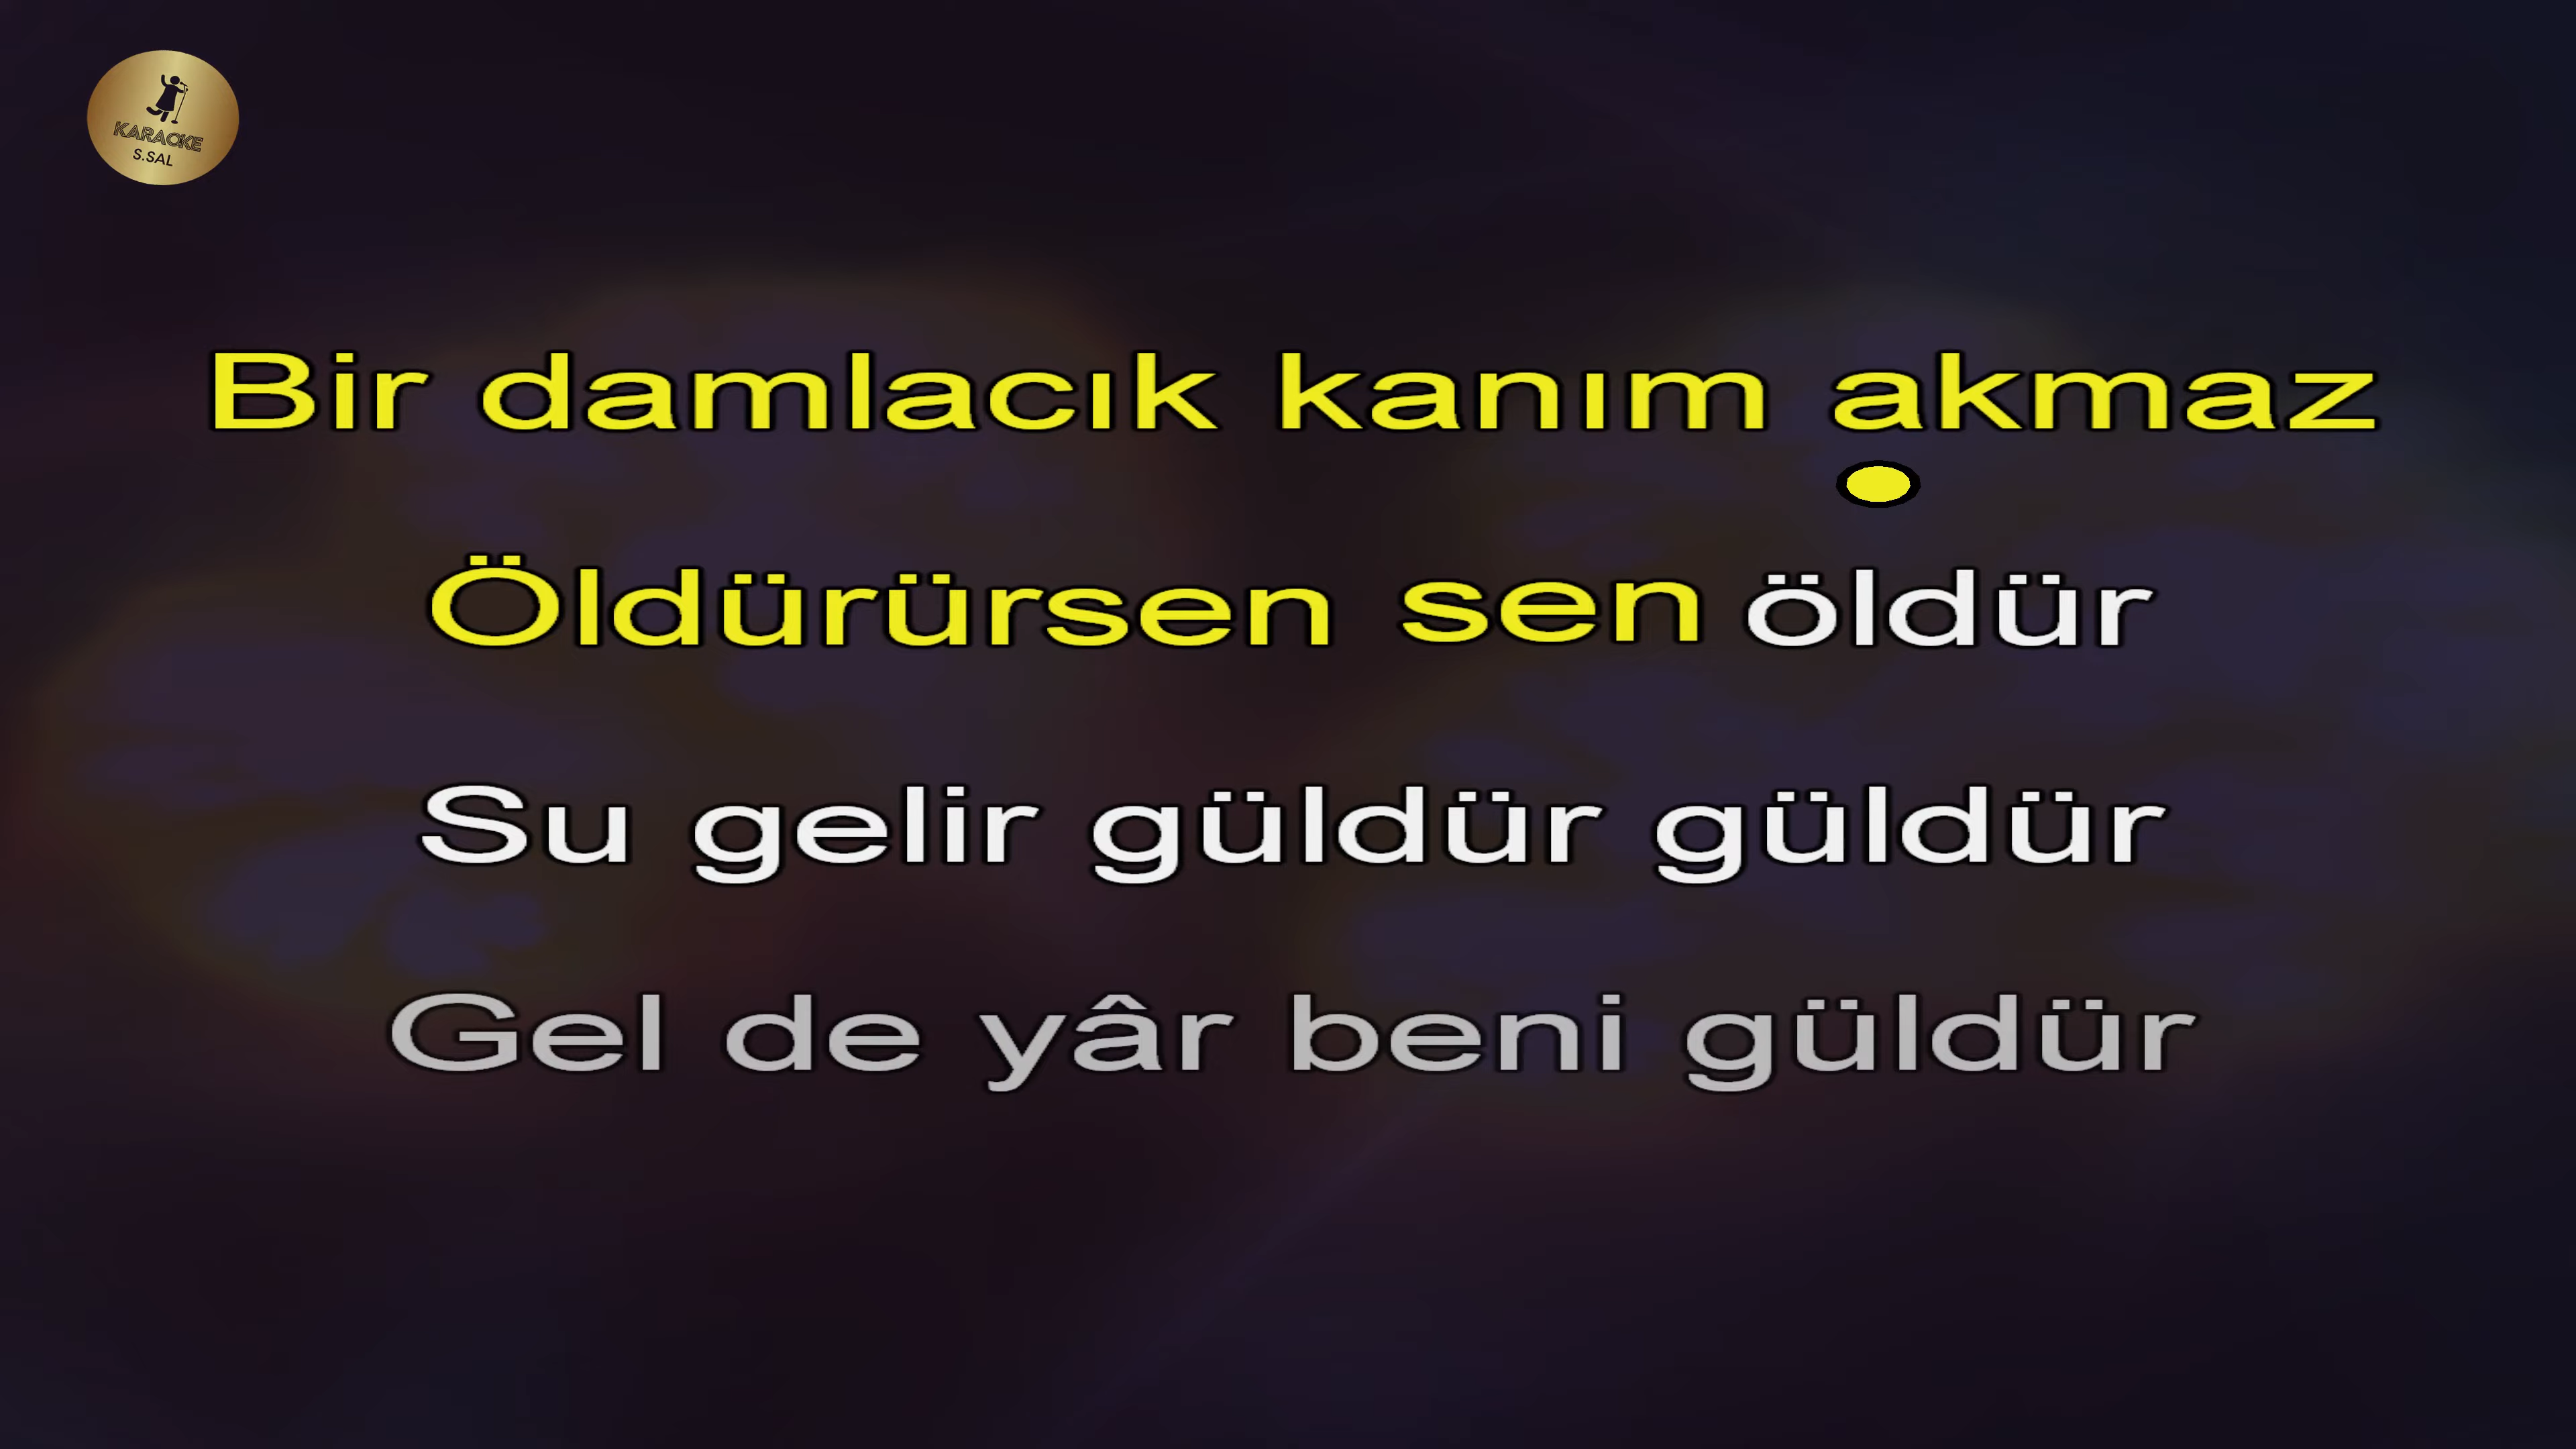 KARAOKE
S.SAL
Bir damlacık kanım akmaz
Öldürürsen sen öldür
Su gelir güldür güldür
Gel de yâr beni güldür